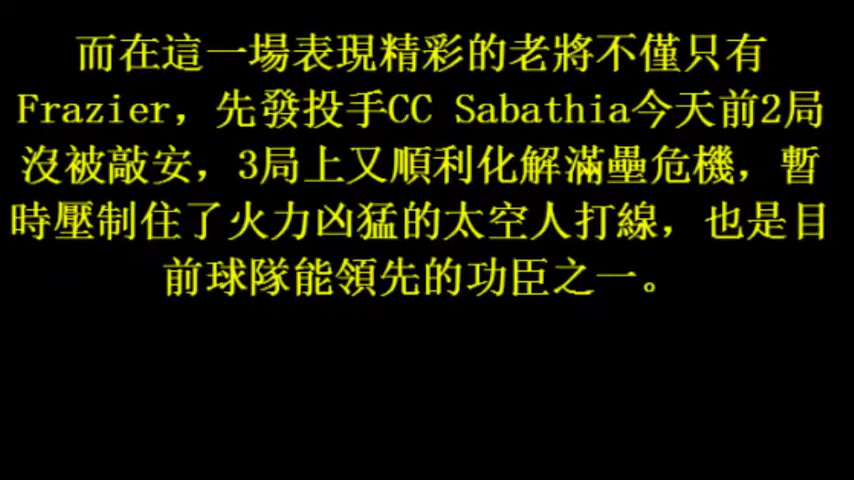 而在這一場表現精彩的老將不僅只有
Frazier，先發投手CC Sabathia今天前2局
沒被敲安，3局上又順利化解滿壘危機，暫
時壓制住了火力凶猛的太空人打線，也是目
前球隊能領先的功臣之一。